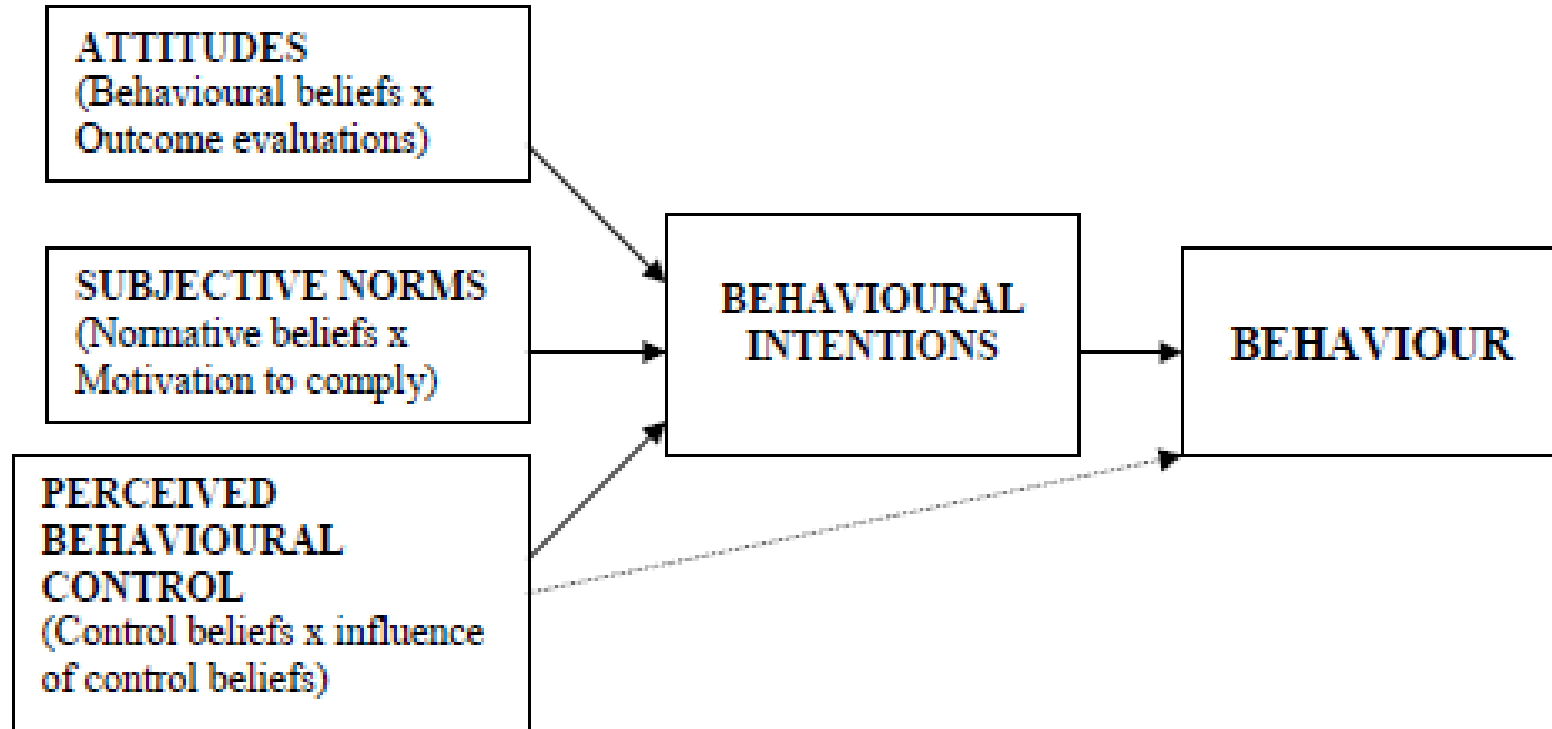 ATTITUDES
(Behavioural beliefs x
Outcome evaluations)
SUBJECTIVE NORMS
(Normative beliefs x
Motivation to comply)
PERCEIVED
BEHAVIOURAL
CONTROL
(Control beliefs x influence
of control beliefs)
BEHAVIOURAL
INTENTIONS
BEHAVIOUR